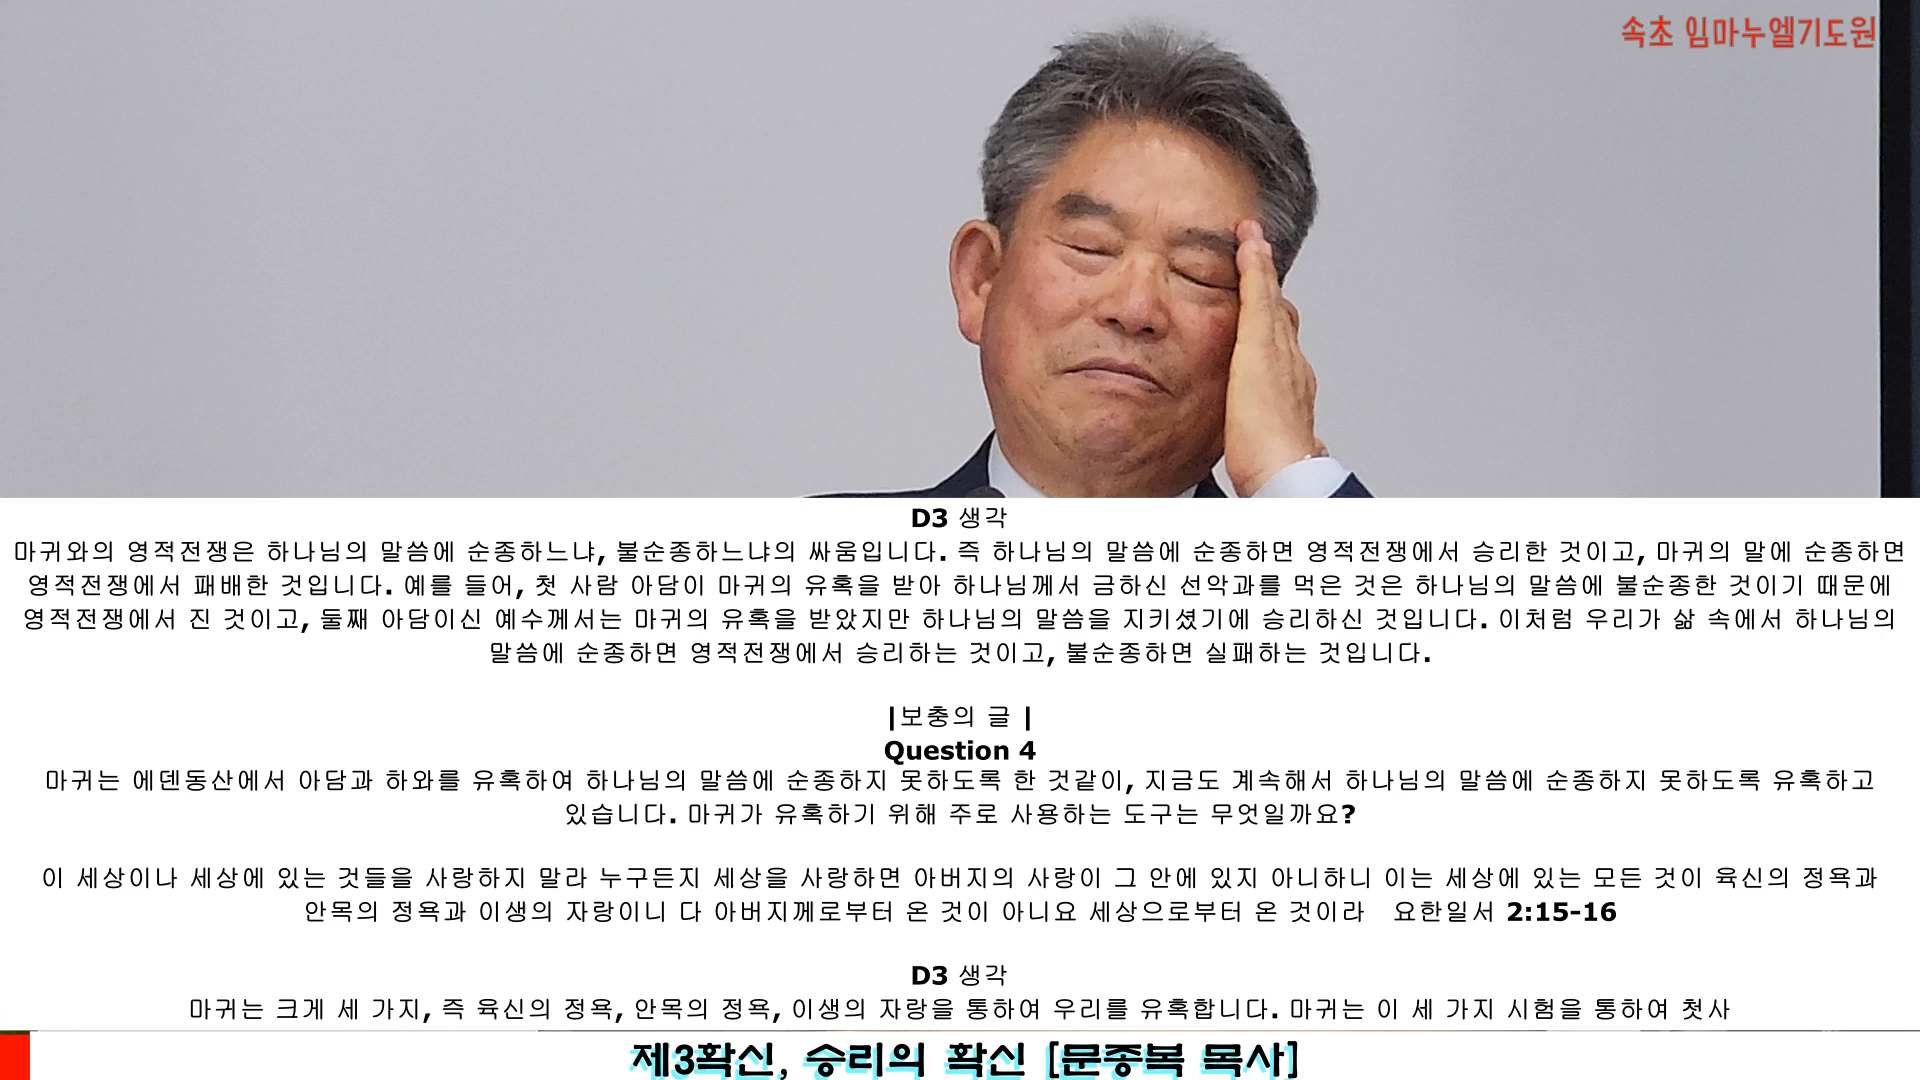 속초 임마누엘기도원
D3 생각
마귀와의 영적전쟁은 하나님의 말씀에 순종하느냐, 불순종하느냐의 싸움입니다. 즉 하나님의 말씀에 순종하면 영적전쟁에서 승리한 것이고, 마귀의 말에 순종하면
영적전쟁에서 패배한 것입니다. 예를 들어, 첫 사람 아담이 마귀의 유혹을 받아 하나님께서 금하신 선악과를 먹은 것은 하나님의 말씀에 불순종한 것이기 때문에
영적전쟁에서 진 것이고, 둘째 아담이신 예수께서는 마귀의 유혹을 받았지만 하나님의 말씀을 지키셨기에 승리하신 것입니다. 이처럼 우리가 삶 속에서 하나님의
말씀에 순종하면 영적전쟁에서 승리하는 것이고, 불순종하면 실패하는 것입니다.
|보충의 글 |
Question 4
마귀는 에덴동산에서 아담과 하와를 유혹하여 하나님의 말씀에 순종하지 못하도록 한 것같이, 지금도 계속해서 하나님의 말씀에 순종하지 못하도록 유혹하고
있습니다. 마귀가 유혹하기 위해 주로 사용하는 도구는 무엇일까요?
이 세상이나 세상에 있는 것들을 사랑하지 말라 누구든지 세상을 사랑하면 아버지의 사랑이 그 안에 있지 아니하니 이는 세상에 있는 모든 것이 육신의 정욕과
안목의 정욕과 이생의 자랑이니 다 아버지께로부터 온 것이 아니요 세상으로부터 온 것이라 요한일서 2:15-16
D3 생각
마귀는 크게 세 가지, 즉 육신의 정욕, 안목의 정욕, 이생의 자랑을 통하여 우리를 유혹합니다. 마귀는 이 세 가지 시험을 통하여 첫사
제3확신, 승리의 확신 [문종복 목사]